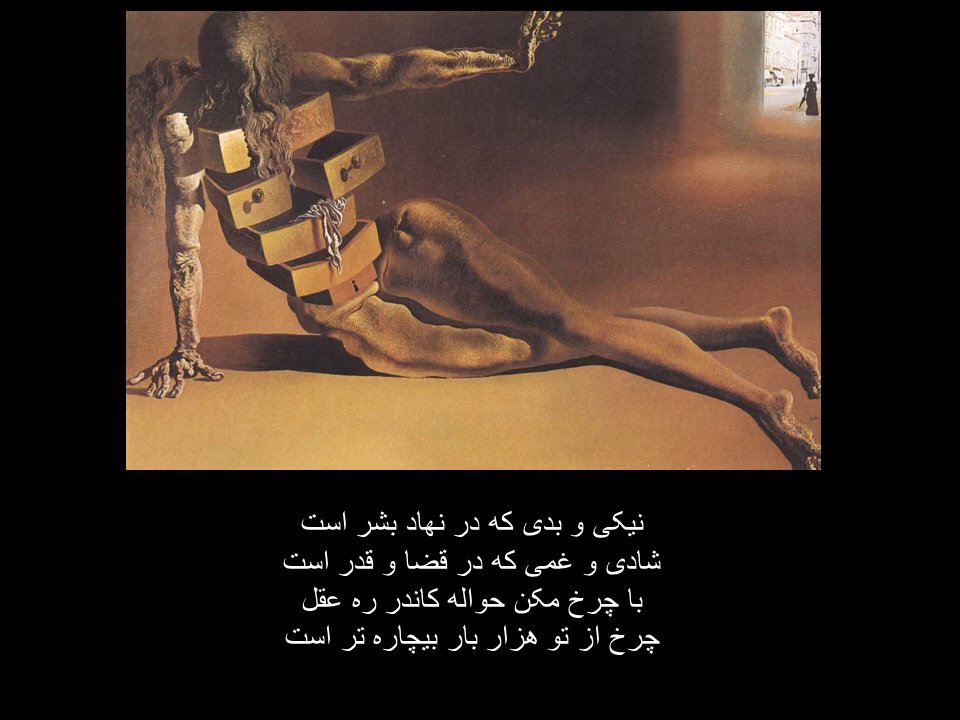 نیکی و بدی که در نهاد بشر است
شادی و غمی که در قضا و قدر است
با چرخ مکن حواله کاندر ره عقل
چرخ از تو هزار بار بیچاره تر است